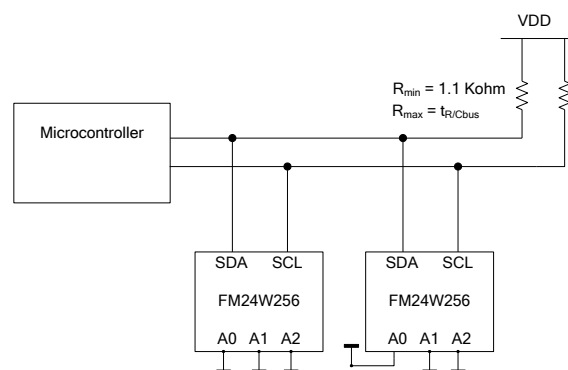 VDD
Rmin = 1.1 Kohm
Rmax = tR/Cbus
Microcontroller
SDA SCL
FM24W256
A0 A1 A2
SDA SCL
FM24W256
A0 A1 A2